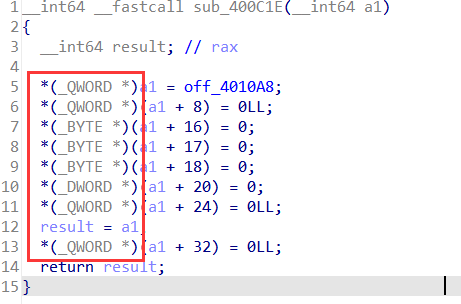 1 __int64 __fastcall sub_400C1E(__int64 a1)
2 {
3   __int64 result; // rax
4
5   *(_QWORD *)a1 = off_4010A8;
6   *(_QWORD *)(a1 + 8) = 0LL;
7   *(_BYTE *)(a1 + 16) = 0;
8   *(_BYTE *)(a1 + 17) = 0;
9   *(_BYTE *)(a1 + 18) = 0;
10   *(_DWORD *)(a1 + 20) = 0;
11   *(_QWORD *)(a1 + 24) = 0LL;
12   result = a1
13   *(_QWORD *)(a1 + 32) = 0LL;
14   return result;
15 }